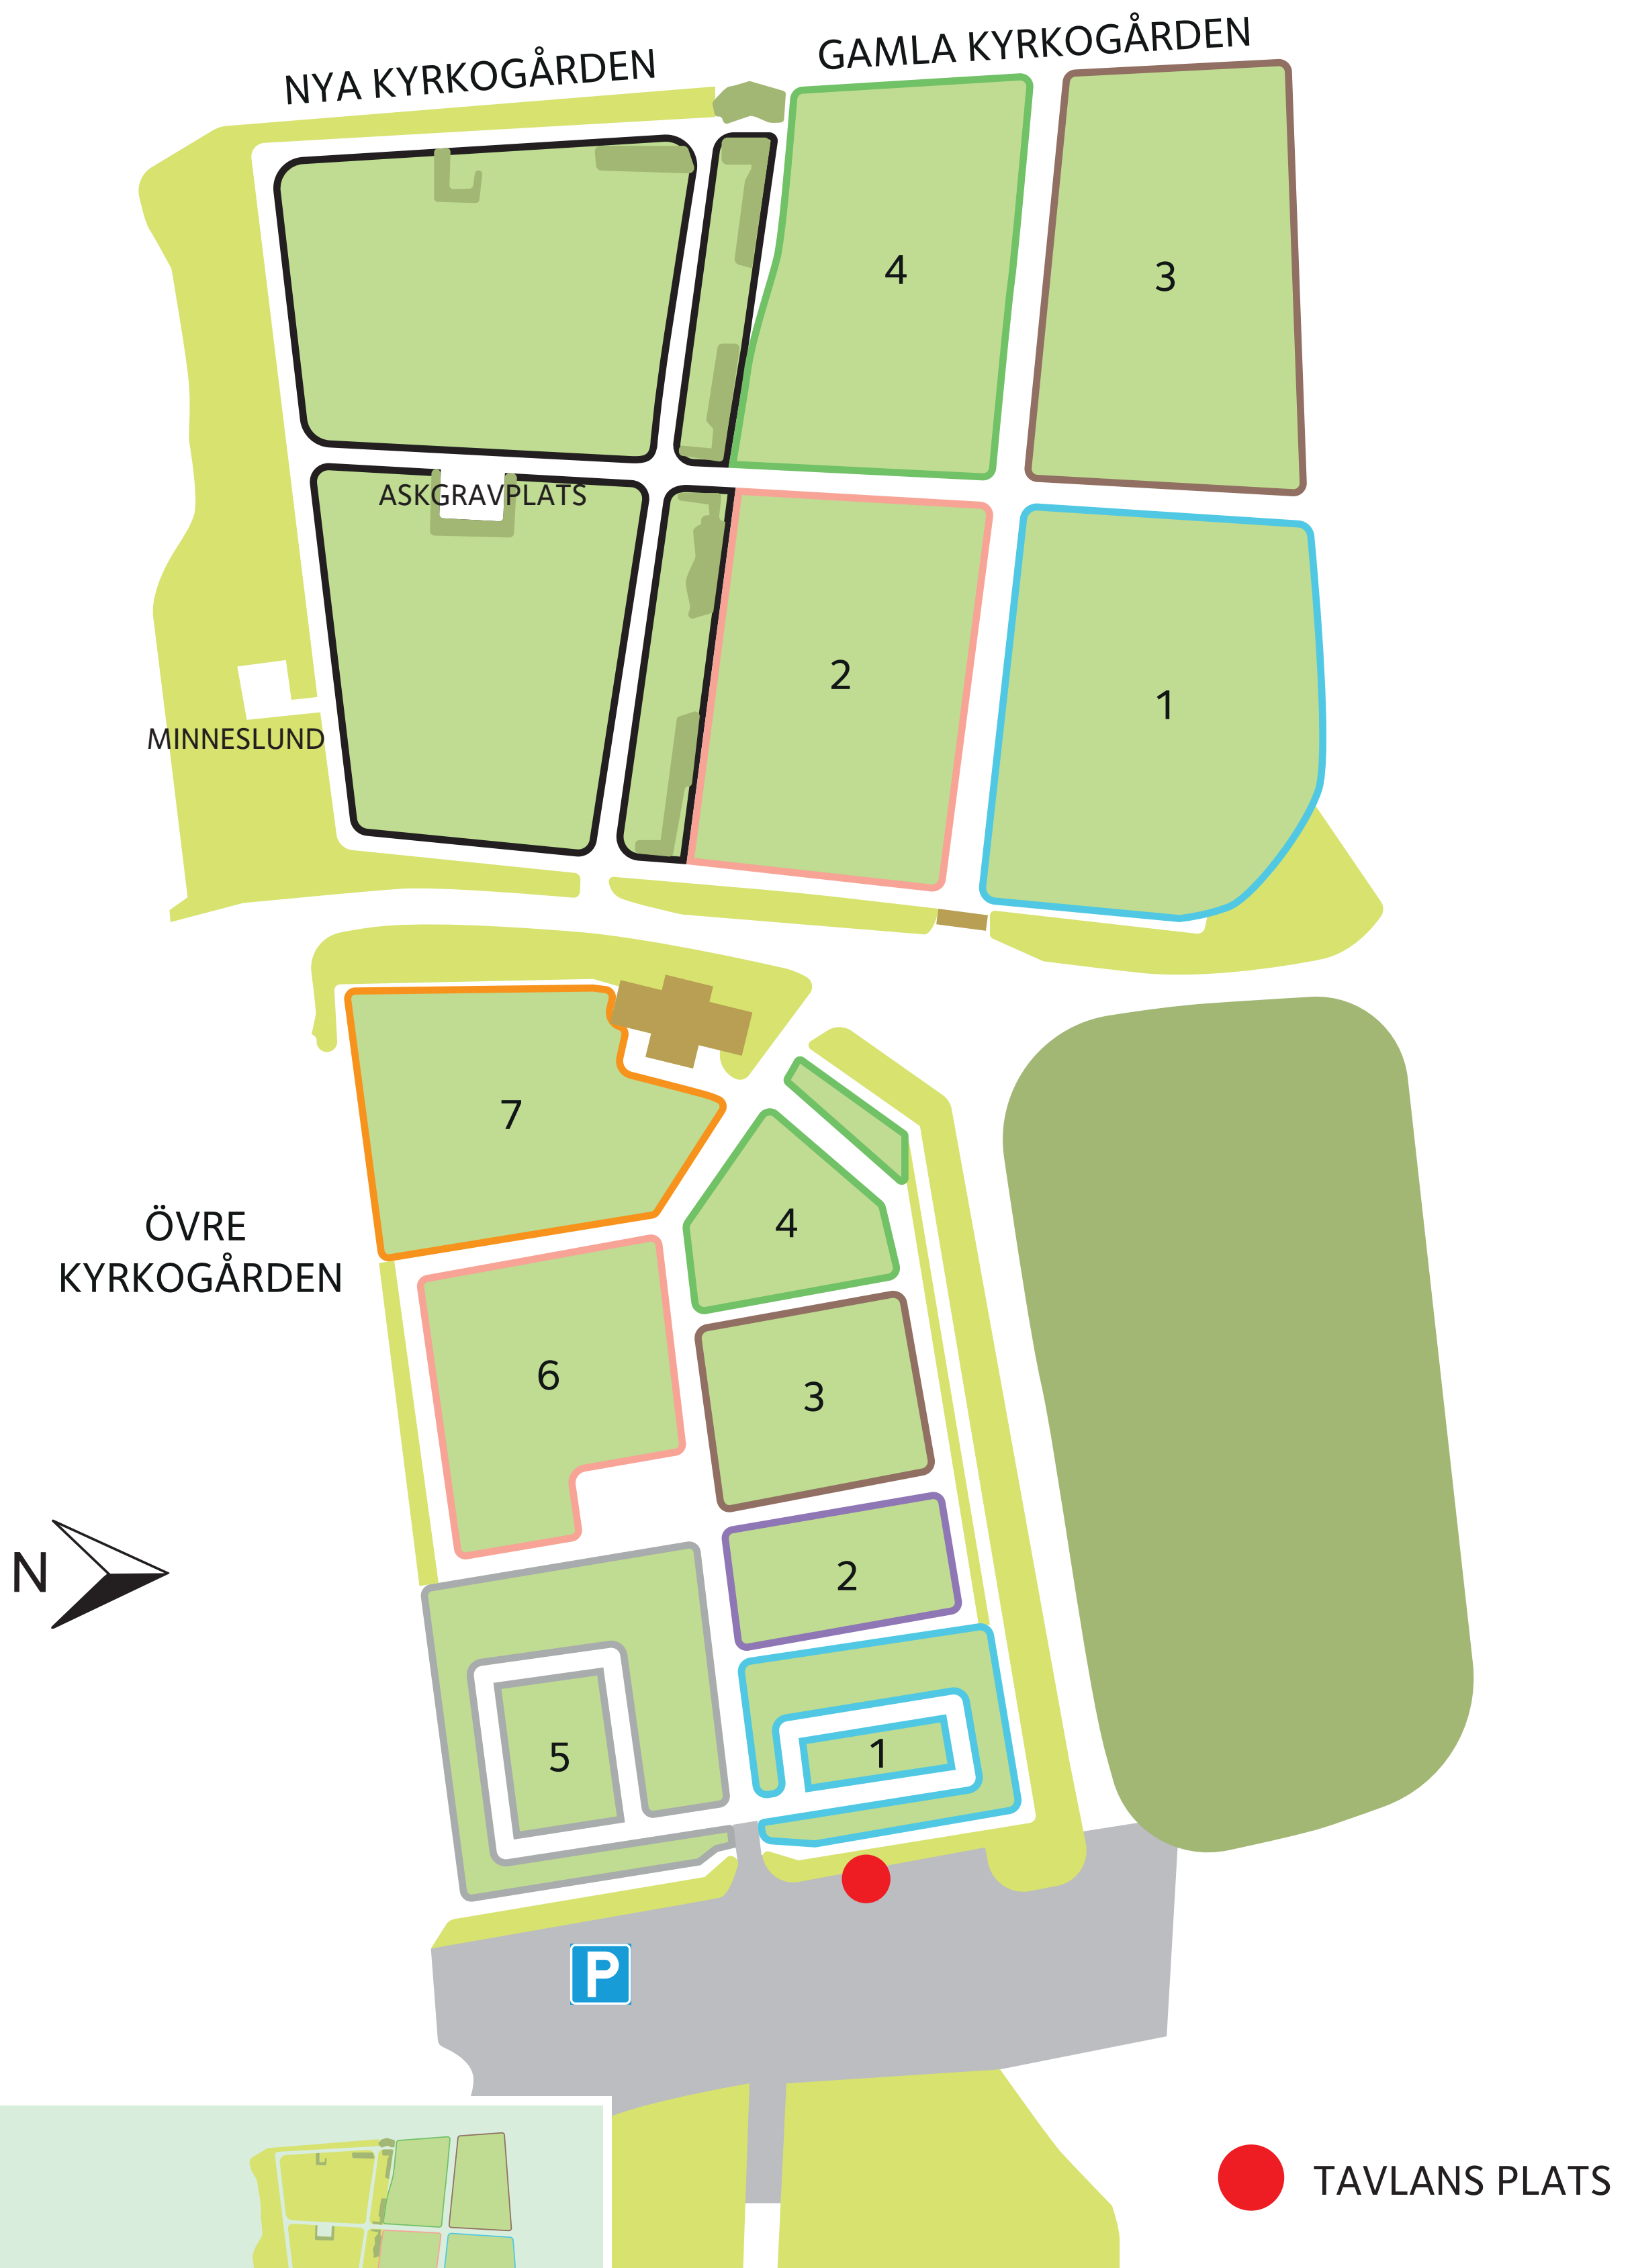 NYA KYRKOGÅRDEN
GAMLA KYRKOGÅRDEN
4
3
ASKGRAVPLATS
2
1
MINNESLUND
7
4
ÖVRE
KYRKOGÅRDEN
6
3
N
2
5
1
P
TAVLANS PLATS